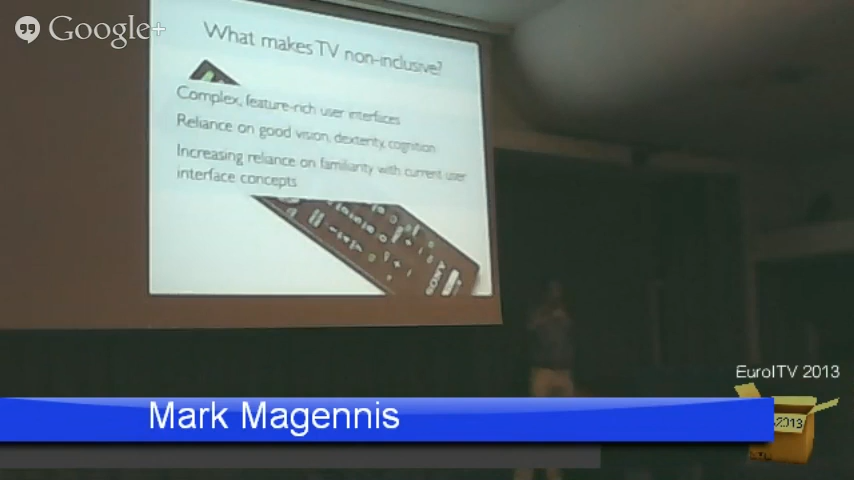 Google+
What makes TV non-inclusive?
Complex, feature-rich user interfaces
Reliance on good vision, dexterity, cognition
Increasing reliance on familiarity with current user
interface concepts
SONY
EuroITV 2013
2013
Mark Magennis